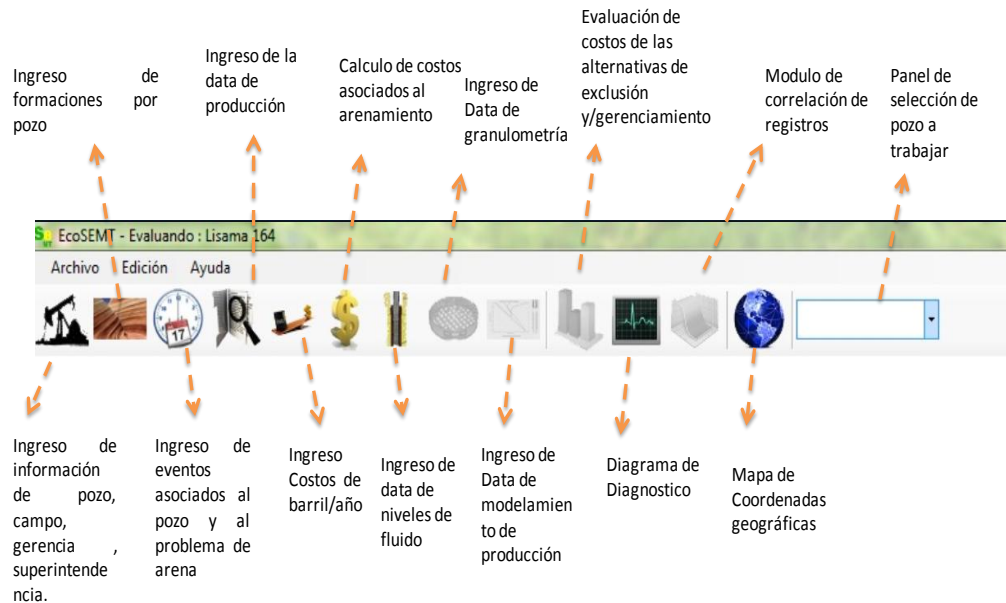 Ingreso de
formaciones por
pozo
Ingreso de la
data de
producción
Calculo de costos
asociados al
arenamiento
Ingreso de
Data de
granulometría
Evaluación de
costos de las
alternativas de
exclusión
y/gerenciamiento
Modulo de
correlación de
registros
Panel de
selección de
pozo a
trabajar
EcoSEMT - Evaluando : Lisama 164
Archivo Edición Ayuda
17
Ingreso de
información
de pozo,
campo,
gerencia ,
superintende
ncia.
Ingreso de
eventos
asociados al
pozo y al
problema de
arena
Ingreso
Costos de
barril/año
Ingreso de
data de
niveles de
fluido
Ingreso de
Data de
modelamien
to de
producción
Diagrama de
Diagnostico
Mapa de
Coordenadas
geográficas